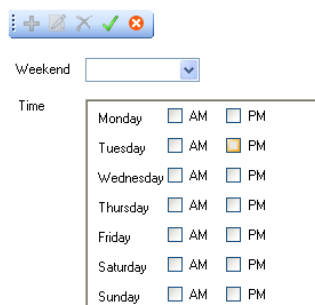 Weekend
Time
Monday AM PM
Tuesday AM PM
Wednesday AM PM
Thursday AM PM
Friday AM PM
Saturday AM PM
Sunday AM PM